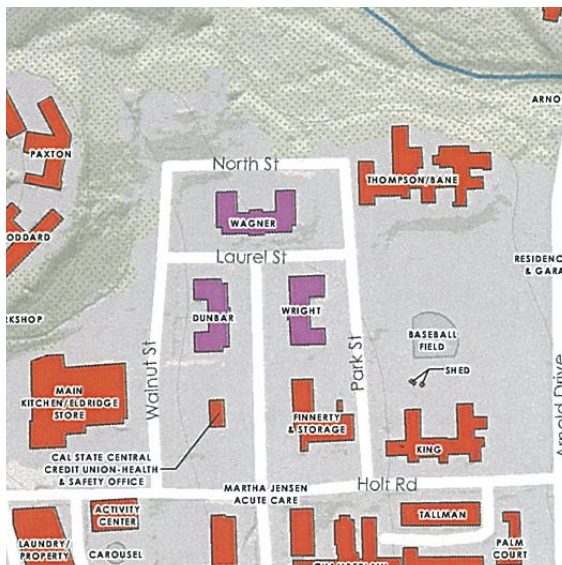 ARNO
PAXTON
North St
THOMPSON/BANE
WAGNER
ODDARD
Laurel St
RESIDENC
& GARA
DUNBAR
WRIGHT
RKSHOP
BASEBALL
FIELD
SHED
Walnut St
Park St
Arnold Drive
MAIN
KITCHEN/ELDRIDGE
STORE
FINNERTY
& STORAGE
KING
CAL STATE CENTRAL
CREDIT UNION-HEALTH
& SAFETY OFFICE
MARTHA JENSEN
ACUTE CARE
Holt Rd
ACTIVITY
CENTER
TALLMAN
LAUNDRY/
PROPERTY
CAROUSEL
PALM
COURT